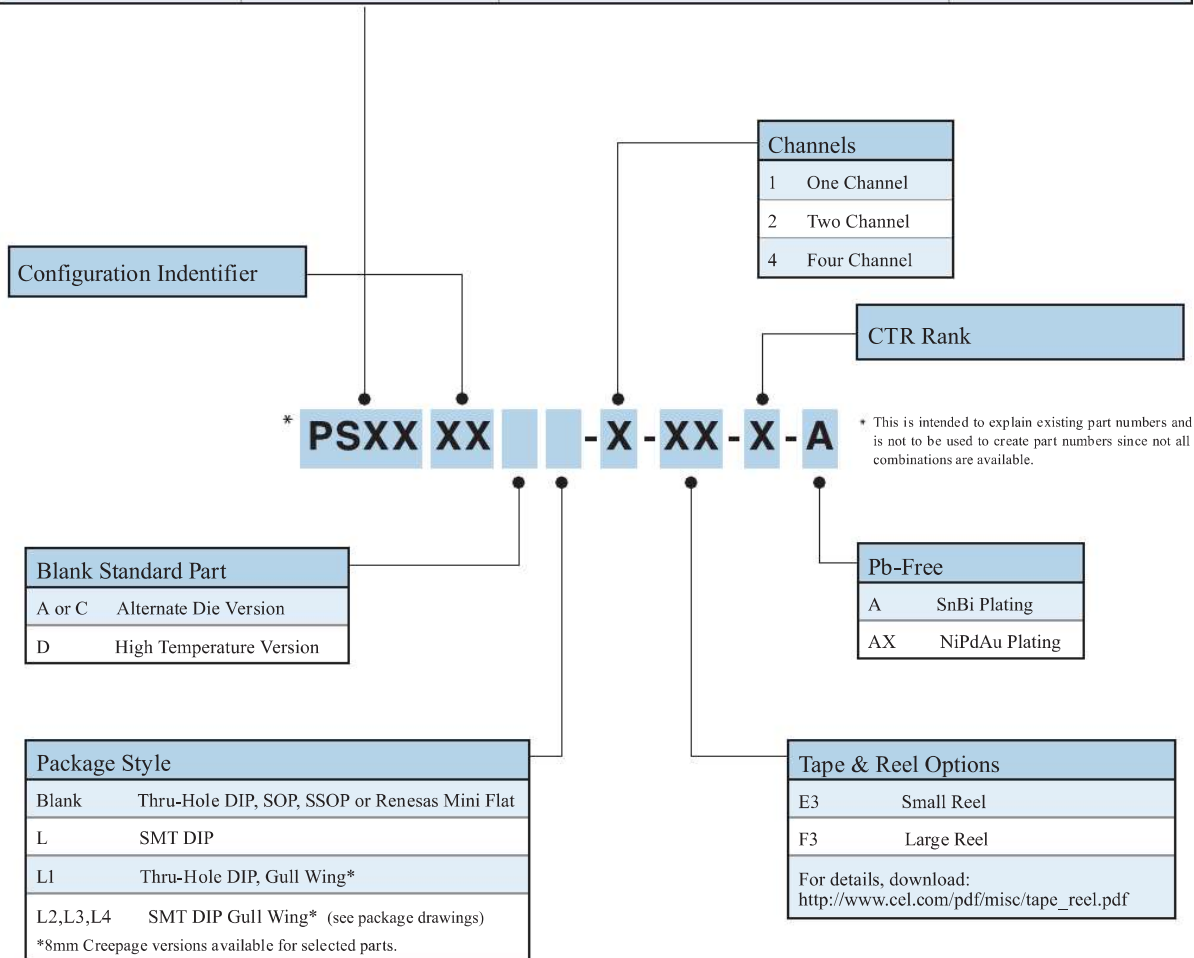 Channels
1 One Channel
2 Two Channel
4 Four Channel
Configuration Indentifier
CTR Rank
* PSXX XX -X-XX-X-A
* This is intended to explain existing part numbers and
is not to be used to create part numbers since not all
combinations are available.
Blank Standard Part
A or C Alternate Die Version
D High Temperature Version
Pb-Free
A SnBi Plating
AX NiPdAu Plating
Package Style
Blank Thru-Hole DIP, SOP, SSOP or Renesas Mini Flat
L SMT DIP
L1 Thru-Hole DIP, Gull Wing*
L2,L3,L4 SMT DIP Gull Wing* (see package drawings)
*8mm Creepage versions available for selected parts.
Tape & Reel Options
E3 Small Reel
F3 Large Reel
For details, download:
http://www.cel.com/pdf/misc/tape_reel.pdf